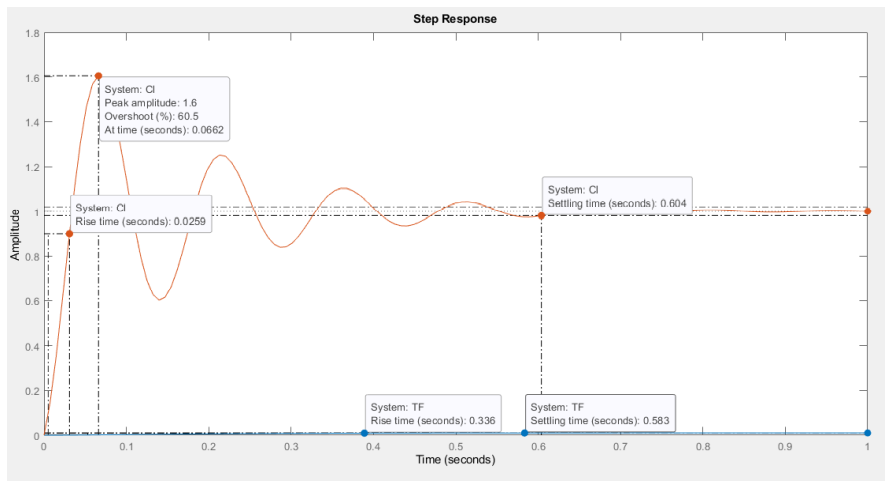 Step Response
1.8
1.6
1.4
1.2
1
0.8
0.6
0.4
0.2
0
Amplitude
System: Cl
Peak amplitude: 1.6
Overshoot (%): 60.5
At time (seconds): 0.0662
System: Cl
Settling time (seconds): 0.604
System: Cl
Rise time (seconds): 0.0259
System: TF
Rise time (seconds): 0.336
System: TF
Settling time (seconds): 0.583
0 0.1 0.2 0.3 0.4 0.5 0.6 0.7 0.8 0.9 1
Time (seconds)